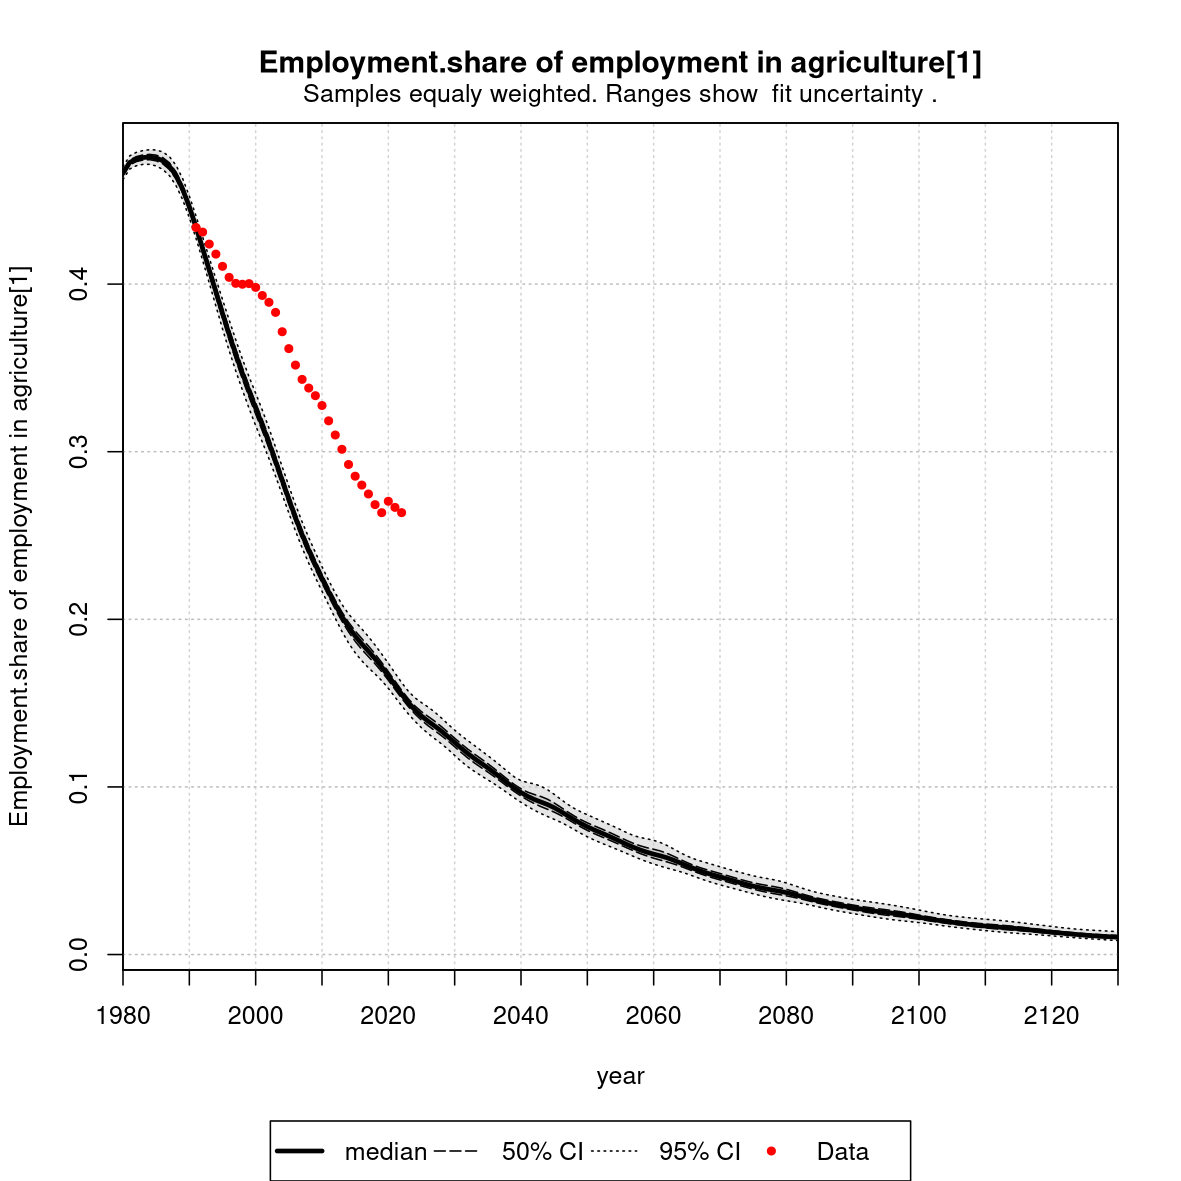 Employment.share of employment in agriculture[1]
Samples equaly weighted. Ranges show  fit uncertainty .
Employment.share of employment in agriculture[1]
0.4
0.3
0.2
0.1
0.0
1980 2000 2020 2040 2060 2080 2100 2120
year
median 50% CI 95% CI Data